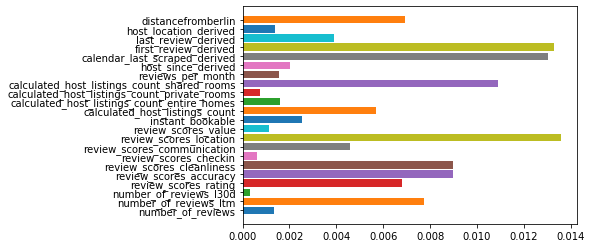 distancefromberlin
host_location_derived
last_review_derived
first_review_derived
calendar_last_scraped_derived
host_since_derived
reviews_per_month
calculated_host_listings_count_shared_rooms
calculated_host_listings_count_private_rooms
calculated_host_listings_count_entire_homes
calculated_host_listings_count
instant_bookable
review_scores_value
review_scores_location
review_scores_communication
review_scores_checkin
review_scores_cleanliness
review_scores_accuracy
review_scores_rating
number_of_reviews_l30d
number_of_reviews_ltm
number_of_reviews
0.000 0.002 0.004 0.006 0.008 0.010 0.012 0.014